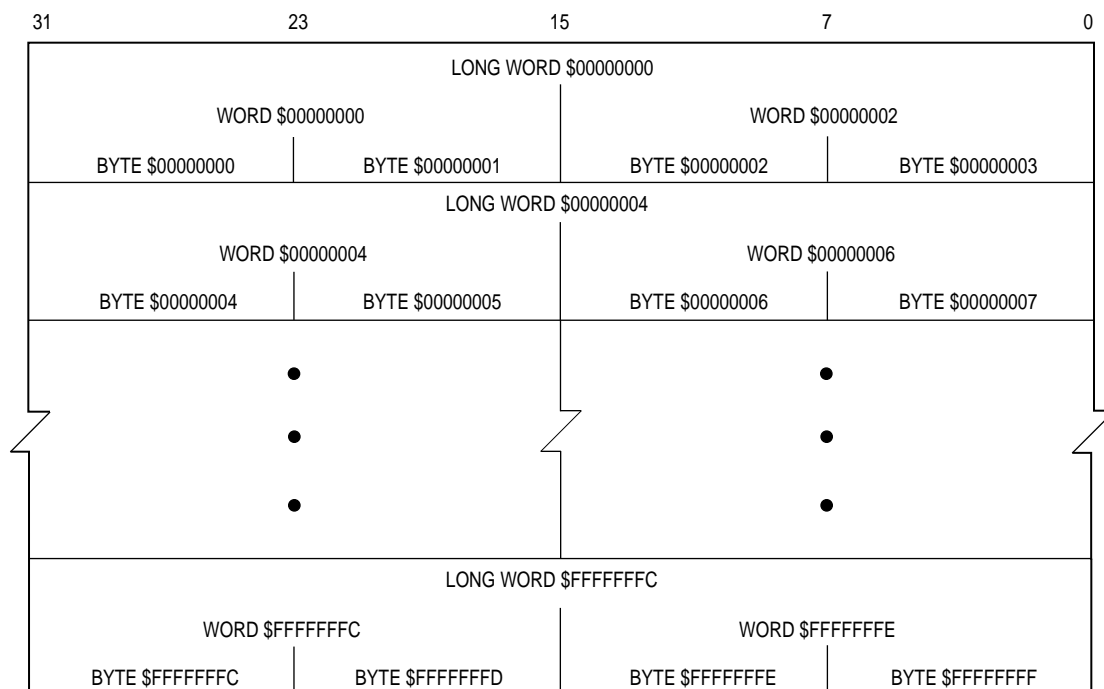 31 23 15 7 0
LONG WORD $00000000
WORD $00000000 WORD $00000002
BYTE $00000000 BYTE $00000001 BYTE $00000002 BYTE $00000003
LONG WORD $00000004
WORD $00000004 WORD $00000006
BYTE $00000004 BYTE $00000005 BYTE $00000006 BYTE $00000007
LONG WORD $FFFFFFFC
WORD $FFFFFFFC WORD $FFFFFFFE
BYTE $FFFFFFFC BYTE $FFFFFFFD BYTE $FFFFFFFE BYTE $FFFFFFFF